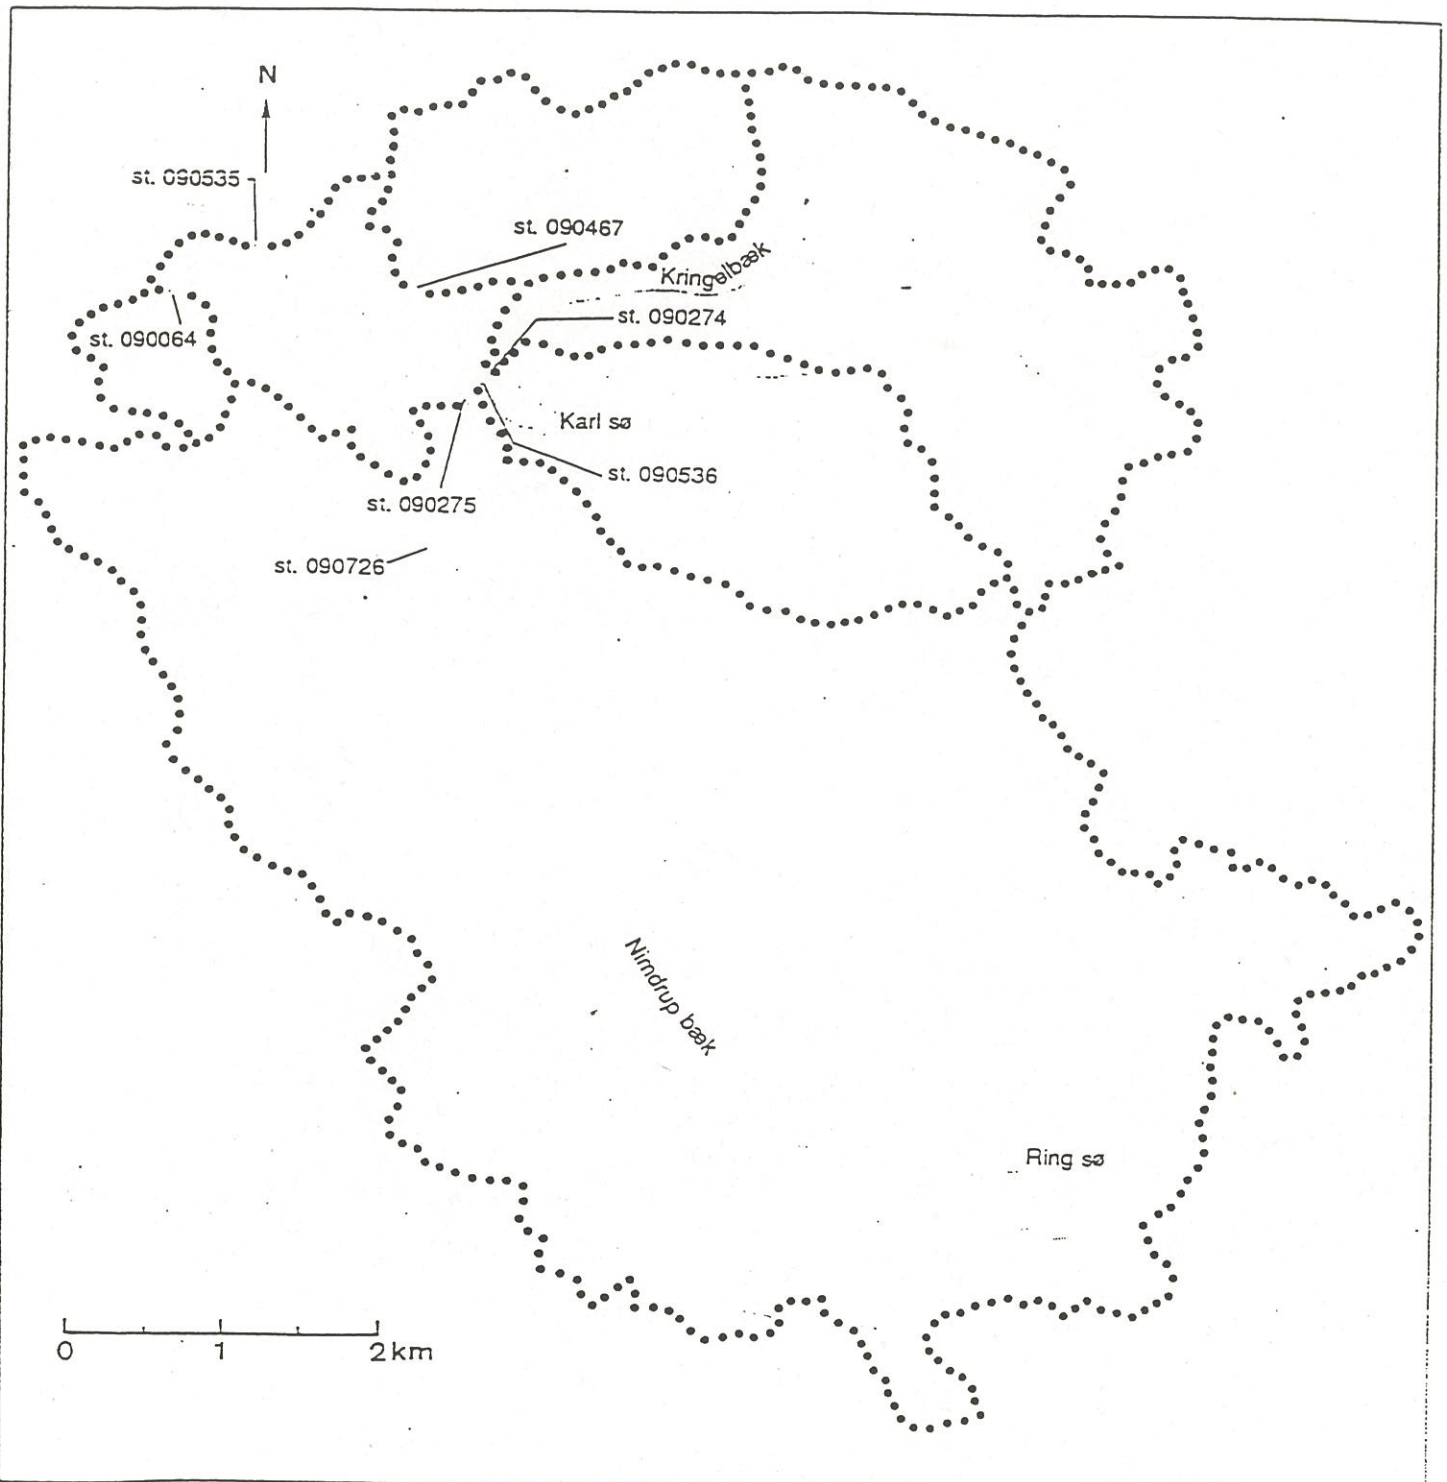 N
st. 090535
st. 090467
Kringelbæk
st. 090274
st. 090064
Karl sø
st. 090536
st. 090275
st. 090726
Nimdrup bæk
Ring sø
0 1 2 km